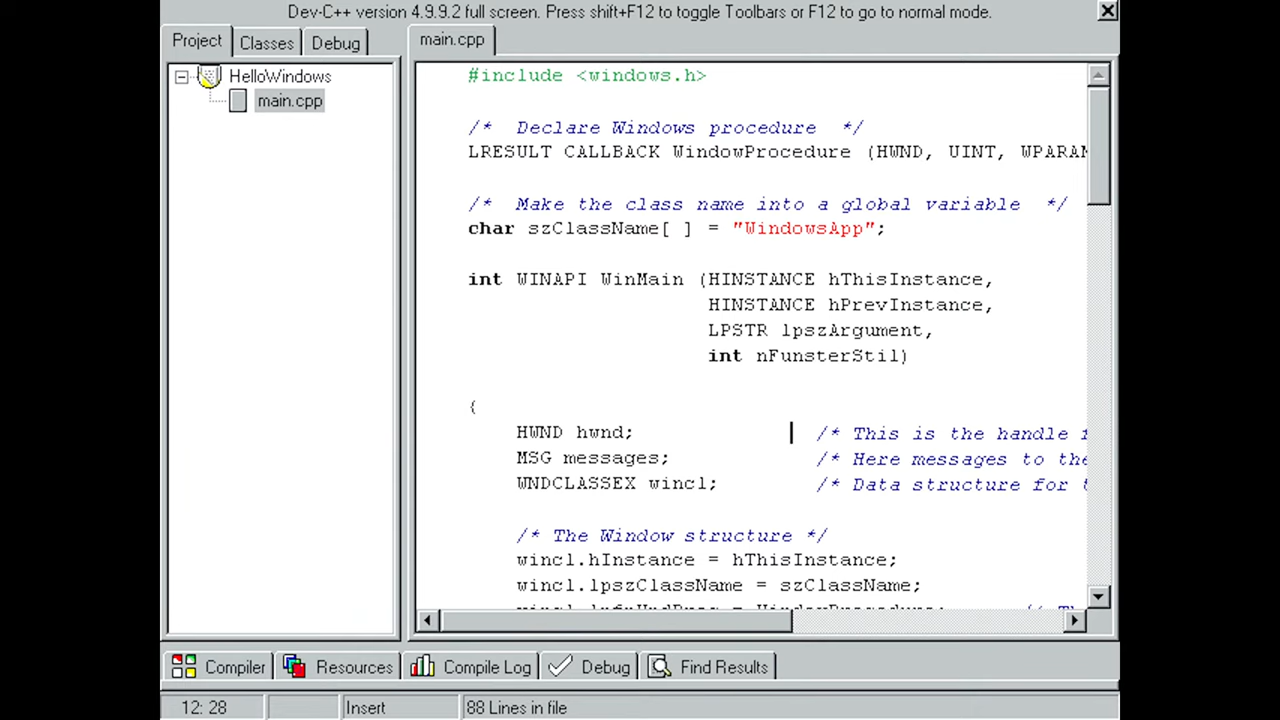 Dev-C++ version 4.9.9.2 full screen. Press shift+F12 to toggle Toolbars or F12 to go to normal mode.
Project Classes Debug
main.cpp
HelloWindows
main.cpp
#include <windows.h>
/* Declare Windows procedure */
LRESULT CALLBACK WindowProcedure (HWND, UINT, WPARAM
/* Make the class name into a global variable */
char szClassName[ ] = "WindowsApp";
int WINAPI WinMain (HINSTANCE hThisInstance,
HINSTANCE hPrevInstance,
LPSTR lpszArgument,
int nFunsterStil)
{
HWND hwnd; /* This is the handle f
MSG messages; /* Here messages to the
WNDCLASSEX wincl; /* Data structure for t
/* The Window structure */
wincl.hInstance = hThisInstance;
wincl.lpszClassName = szClassName;
Compiler Resources Compile Log Debug Find Results
12: 28 Insert 88 Lines in file